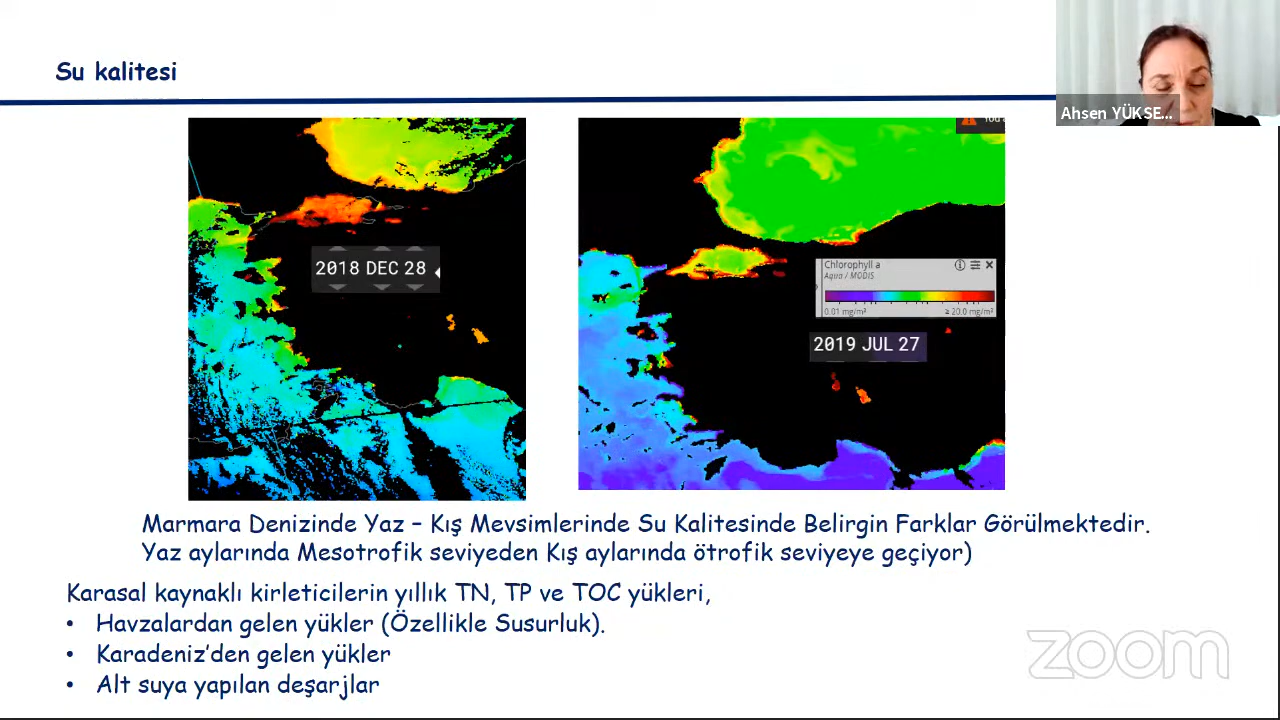 Su kalitesi
Ahsen YÜKSE...
2018 DEC 28
Chlorophyll a
Aqua / MODIS
0.01 mg/m³ ≥ 20.0 mg/m³
2019 JUL 27
Marmara Denizinde Yaz – Kış Mevsimlerinde Su Kalitesinde Belirgin Farklar Görülmektedir.
Yaz aylarında Mesotrofik seviyeden Kış aylarında ötrofik seviyeye geçiyor)
Karasal kaynaklı kirleticilerin yıllık TN, TP ve TOC yükleri,
• Havzalardan gelen yükler (Özellikle Susurluk).
• Karadeniz’den gelen yükler
• Alt suya yapılan deşarjlar
zoom